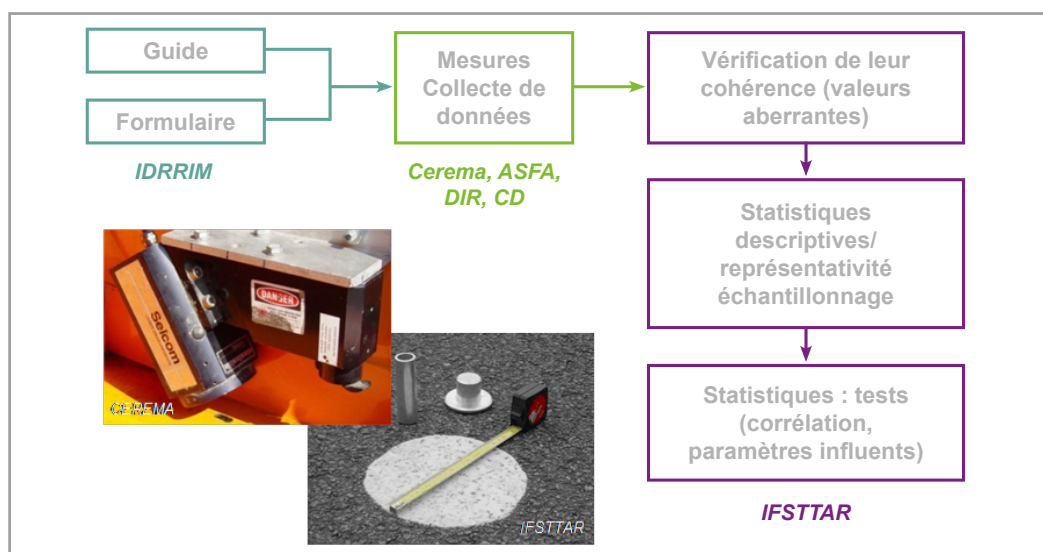 Guide
Formulaire
IDRRIM
Mesures
Collecte de
données
Cerema, ASFA,
DIR, CD
Vérification de leur
cohérence (valeurs
aberrantes)
Statistiques
descriptives/
représentativité
échantillonnage
Statistiques : tests
(corrélation,
paramètres influents)
IFSTTAR
Selcom
DANGER
CEREMA
IFSTTAR